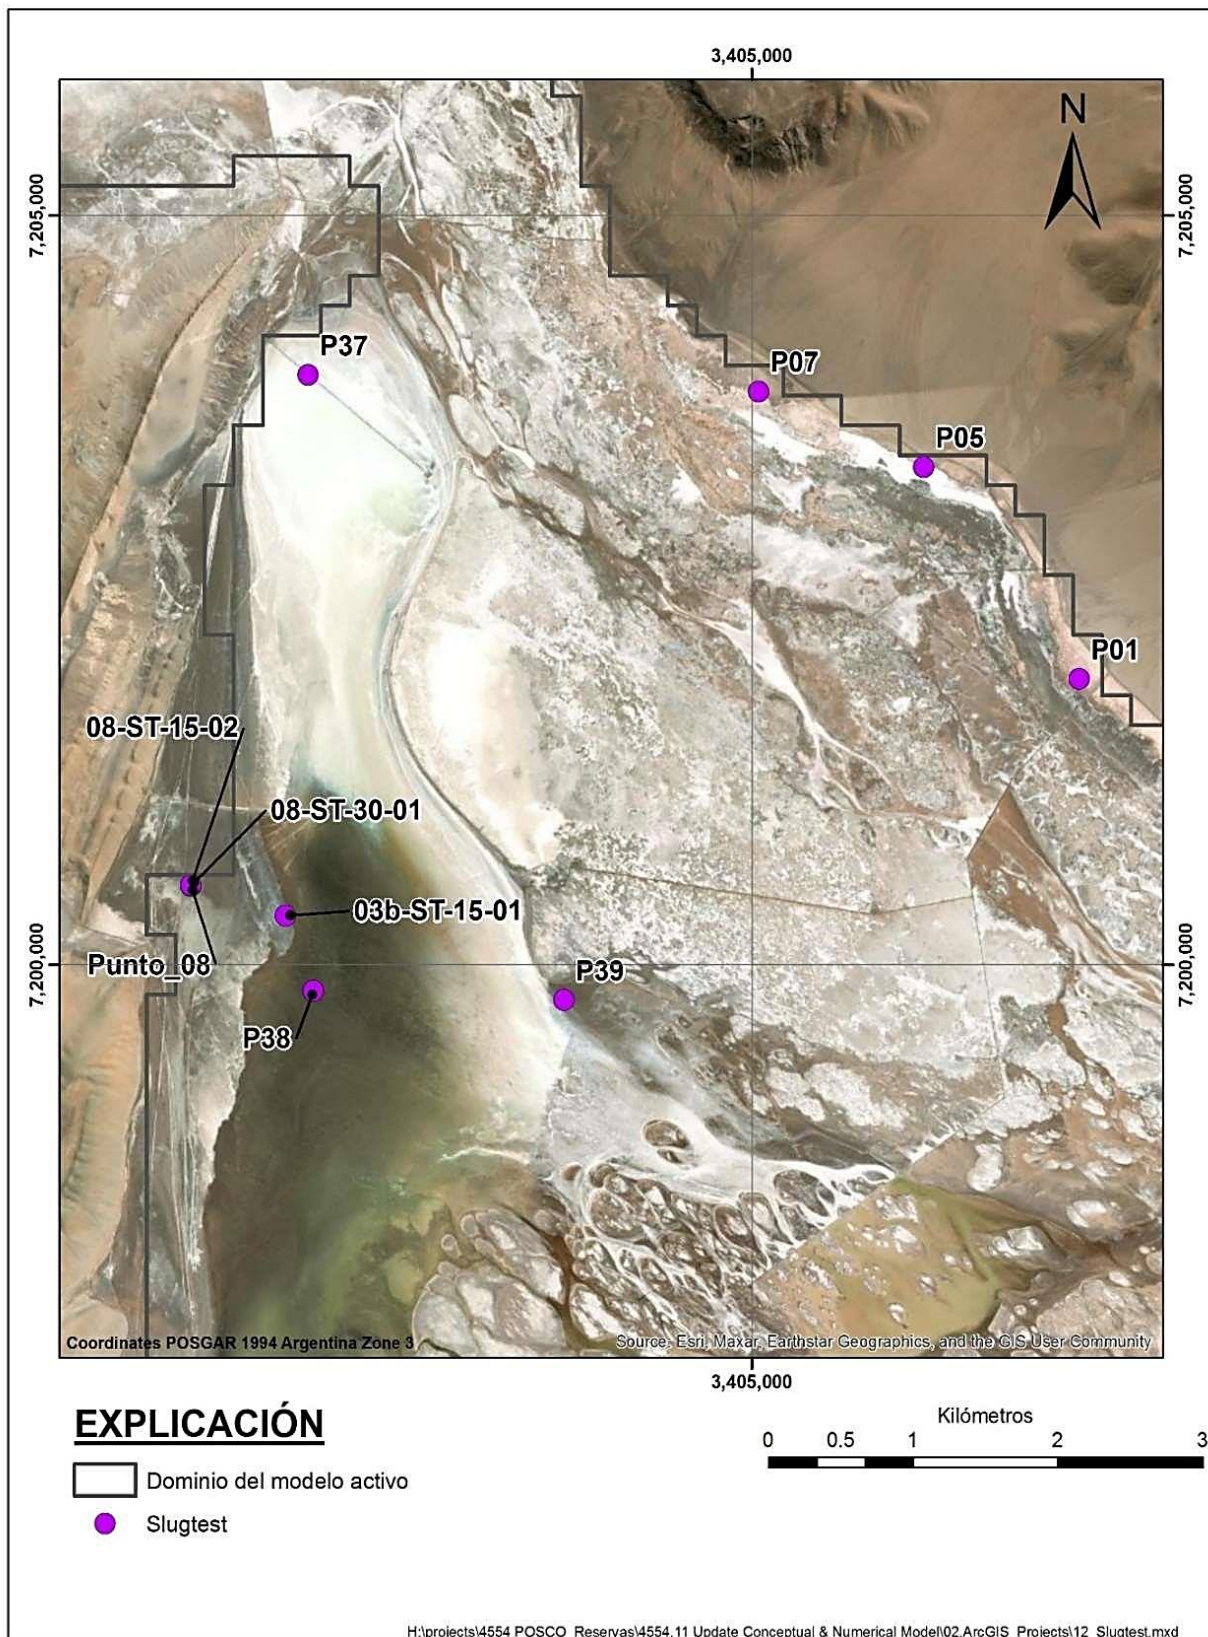 3,405,000
N
7,205,000
7,205,000
P37
P07
P05
P01
08-ST-15-02
08-ST-30-01
03b-ST-15-01
Punto_08
7,200,000
7,200,000
P39
P38
Coordinates POSGAR 1994 Argentina Zone 3
Source: Esri, Maxar, Earthstar Geographics, and the GIS User Community
3,405,000
EXPLICACIÓN
Kilómetros
0 0.5 1 2 3
Dominio del modelo activo
Slugtest
H:\projects\4554 POSCO_Reservas\4554.11 Update Conceptual & Numerical Model\02.ArcGIS_Projects\12_Slugtest.mxd